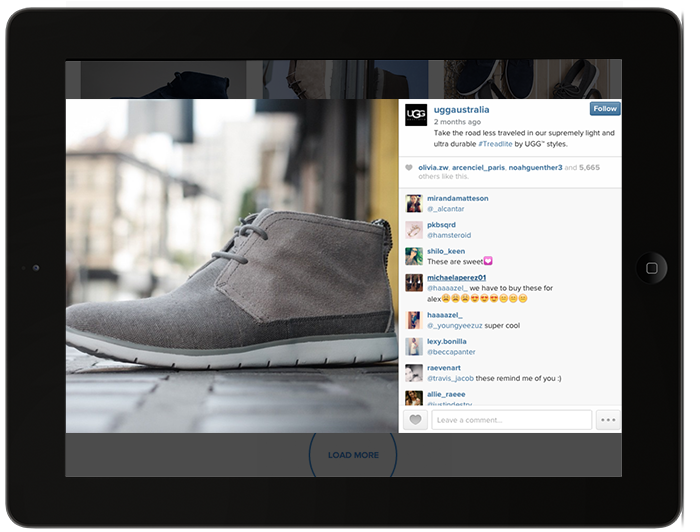 UGG
uggaustralia
Follow
2 months ago
Take the road less traveled in our supremely light and
ultra durable #Treadlite by UGG™ styles.
olivia.zw, arcenciel_paris, noahguenther3 and 5,665
others like this.
mirandamatteson
@_alcantar
pkbsqrd
@hamsteroid
shilo_keen
These are sweet💟
michaelaperez01
@haaaazel_ we have to buy these for
alex😩😩😩😍😍😍😊😊😊
haaaazel_
@_youngyeezuz super cool
lexy.bonilla
@beccapanter
raevenart
@travis_jacob these remind me of you :)
allie_raeee
@justindestry
Leave a comment...
LOAD MORE